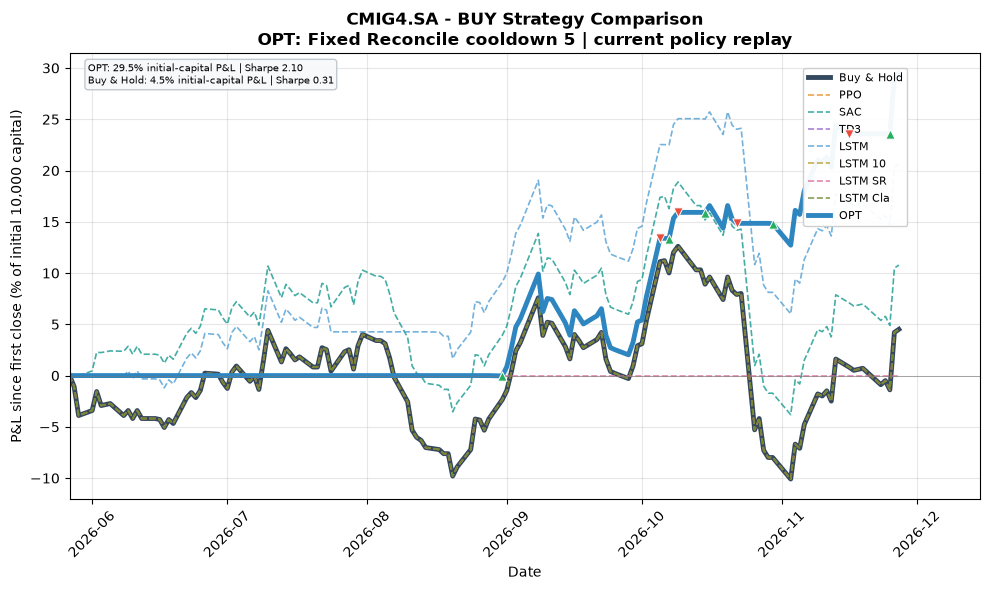 CMIG4.SA - BUY Strategy Comparison
OPT: Fixed Reconcile cooldown 5 | current policy replay
OPT: 29.5% initial-capital P&L | Sharpe 2.10
Buy & Hold: 4.5% initial-capital P&L | Sharpe 0.31
Buy & Hold
PPO
SAC
TD3
LSTM
LSTM 10
LSTM SR
LSTM Cla
OPT
P&L since first close (% of initial 10,000 capital)
30
25
20
15
10
5
0
−5
−10
2026-06
2026-07
2026-08
2026-09
2026-10
2026-11
2026-12
Date